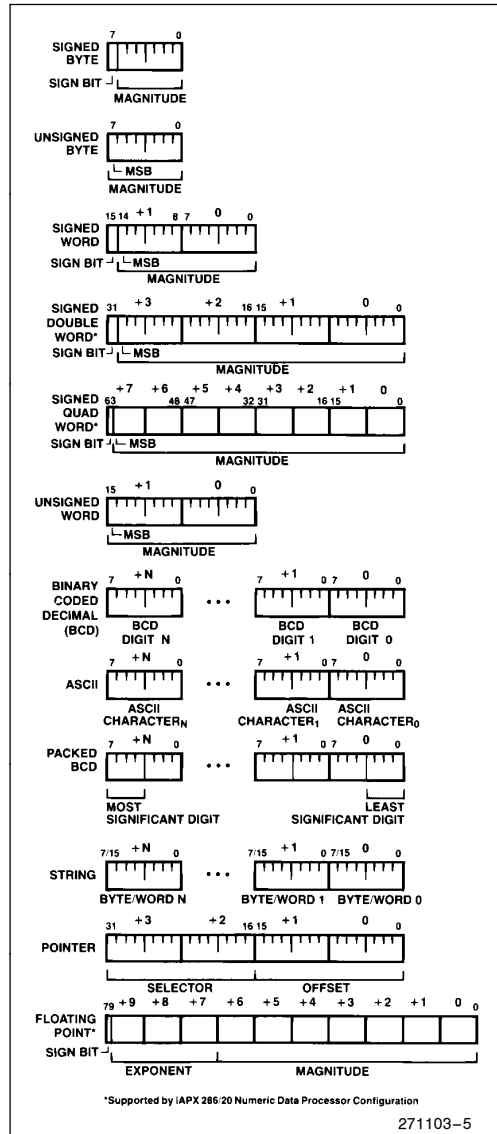 7 0
SIGNED
BYTE
SIGN BIT
MAGNITUDE
7 0
UNSIGNED
BYTE
MSB
MAGNITUDE
15 14 +1 8 7 0 0
SIGNED
WORD
SIGN BIT MSB
MAGNITUDE
SIGNED 31 +3 +2 16 15 +1 0 0
DOUBLE
WORD*
SIGN BIT MSB
MAGNITUDE
+7 +6 +5 +4 +3 +2 +1 0
SIGNED 63 48 47 32 31 16 15 0
QUAD
WORD*
SIGN BIT MSB
MAGNITUDE
15 +1 0 0
UNSIGNED
WORD
MSB
MAGNITUDE
7 +N 0 7 +1 0 7 0 0
BINARY
CODED
DECIMAL
(BCD)
BCD BCD BCD
DIGIT N DIGIT 1 DIGIT 0
7 +N 0 7 +1 0 7 0 0
ASCII
ASCII ASCII ASCII
CHARACTERN CHARACTER1 CHARACTER0
7 +N 0 7 +1 0 7 0 0
PACKED
BCD
MOST LEAST
SIGNIFICANT DIGIT SIGNIFICANT DIGIT
7/15 +N 0 7/15 +1 0 7/15 0 0
STRING
BYTE/WORD N BYTE/WORD 1 BYTE/WORD 0
31 +3 +2 16 15 +1 0 0
POINTER
SELECTOR OFFSET
79 +9 +8 +7 +6 +5 +4 +3 +2 +1 0 0
FLOATING
POINT*
SIGN BIT
EXPONENT MAGNITUDE
*Supported by iAPX 286/20 Numeric Data Processor Configuration
271103–5